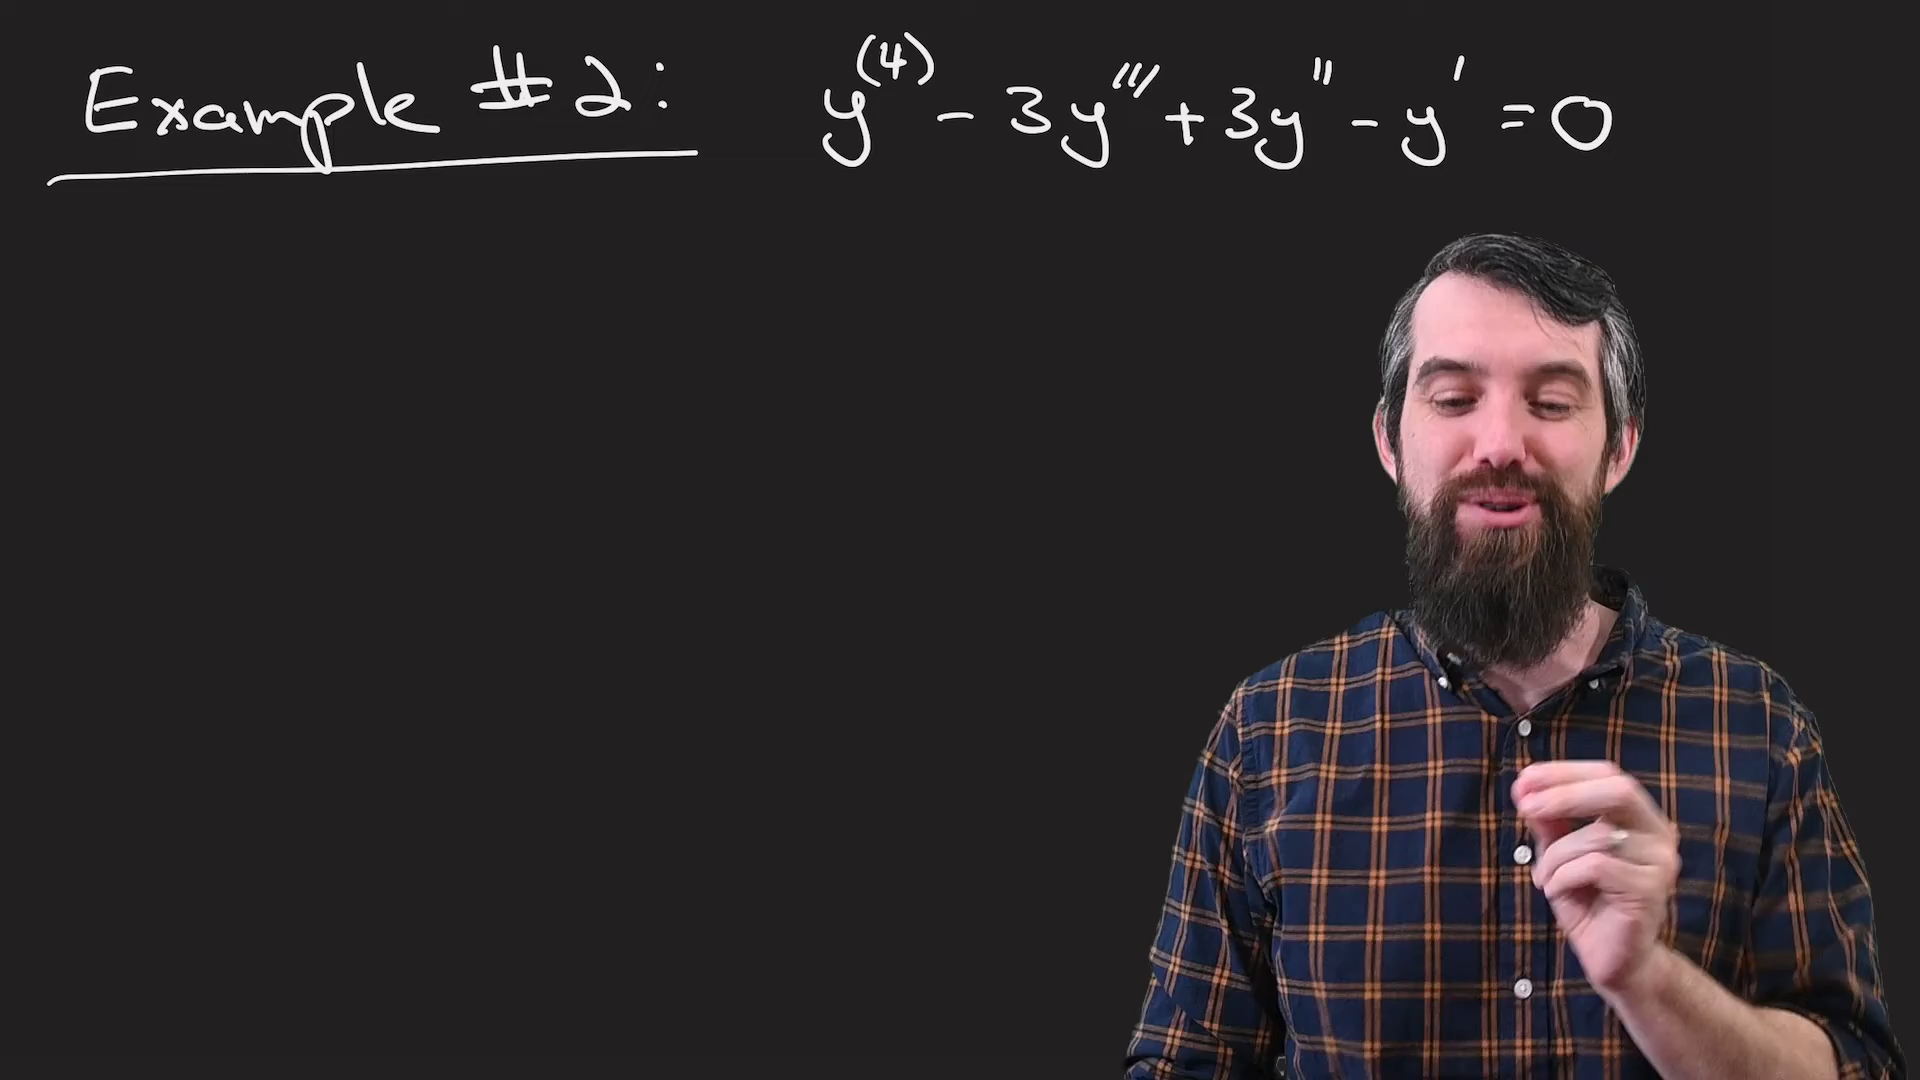 Example #2: y⁽⁴⁾ - 3y''' + 3y'' - y' = 0